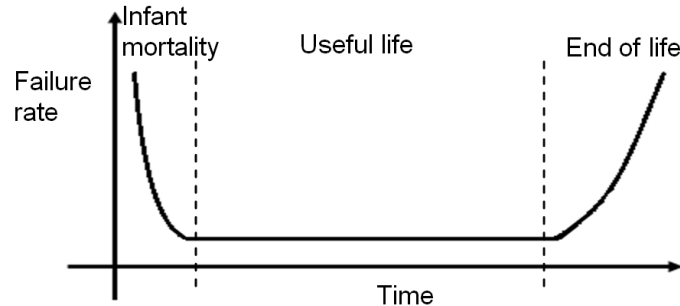 Infant
mortality
Useful life
End of life
Failure
rate
Time